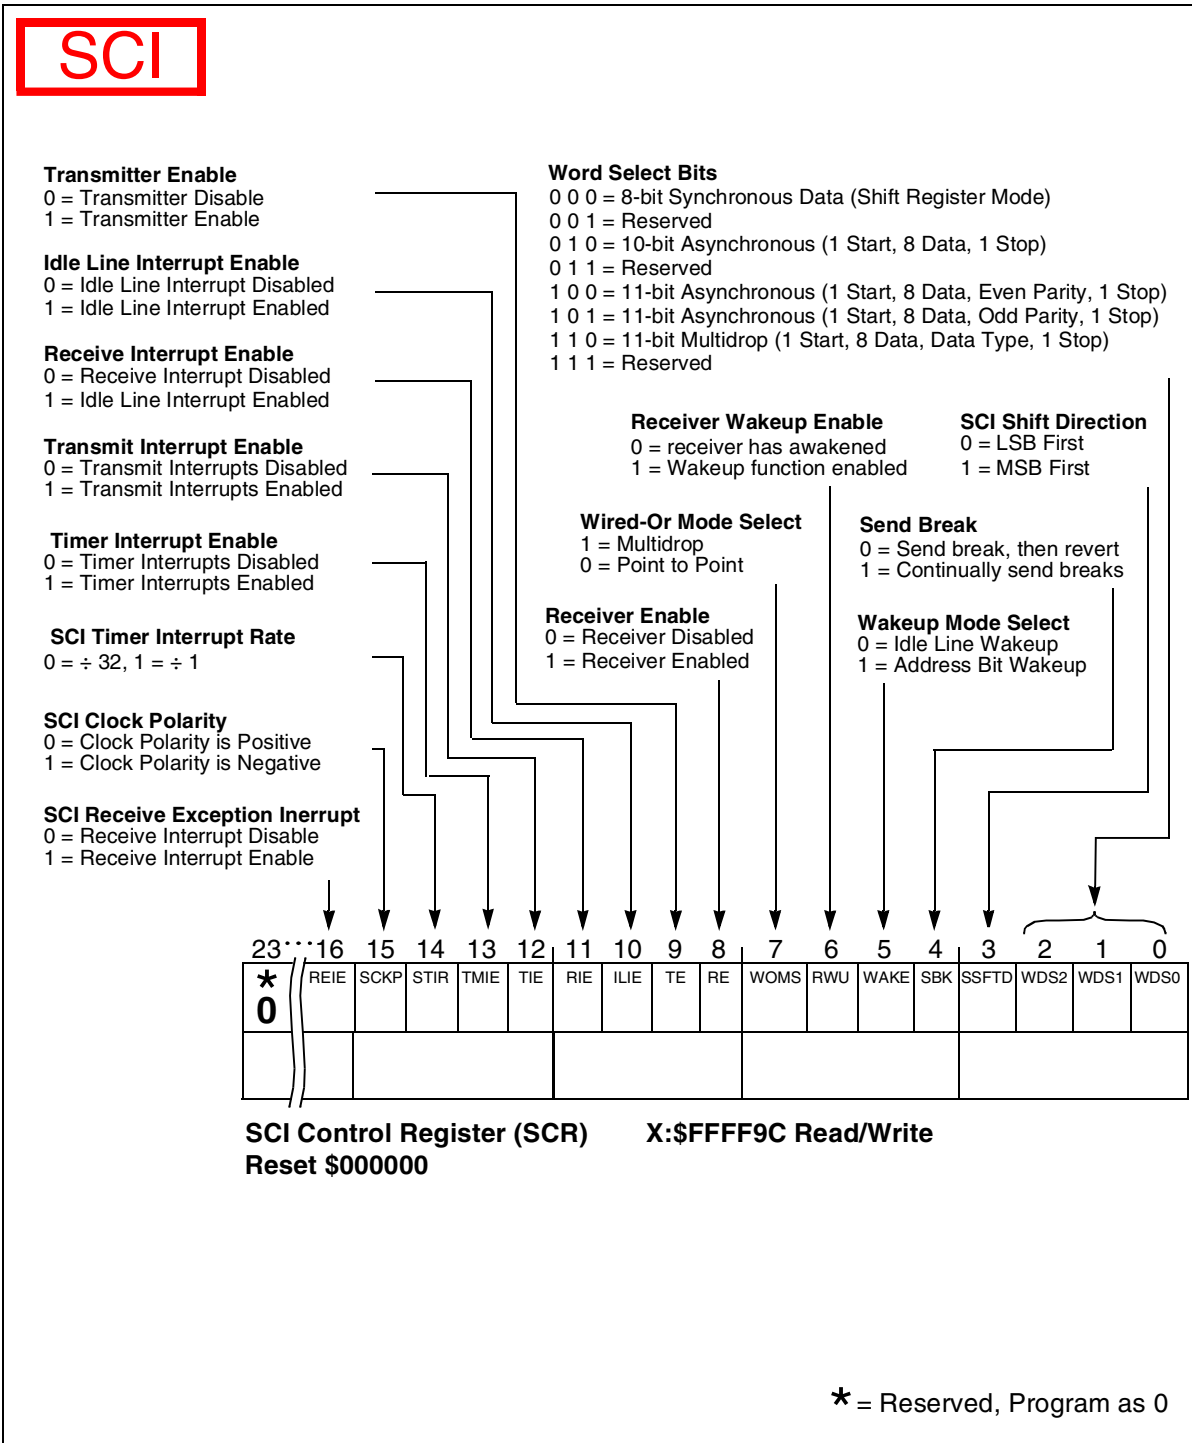 SCI
Transmitter Enable
0 = Transmitter Disable
1 = Transmitter Enable
Idle Line Interrupt Enable
0 = Idle Line Interrupt Disabled
1 = Idle Line Interrupt Enabled
Receive Interrupt Enable
0 = Receive Interrupt Disabled
1 = Idle Line Interrupt Enabled
Transmit Interrupt Enable
0 = Transmit Interrupts Disabled
1 = Transmit Interrupts Enabled
Timer Interrupt Enable
0 = Timer Interrupts Disabled
1 = Timer Interrupts Enabled
SCI Timer Interrupt Rate
0 = ÷ 32, 1 = ÷ 1
SCI Clock Polarity
0 = Clock Polarity is Positive
1 = Clock Polarity is Negative
SCI Receive Exception Inerrupt
0 = Receive Interrupt Disable
1 = Receive Interrupt Enable
Word Select Bits
0 0 0 = 8-bit Synchronous Data (Shift Register Mode)
0 0 1 = Reserved
0 1 0 = 10-bit Asynchronous (1 Start, 8 Data, 1 Stop)
0 1 1 = Reserved
1 0 0 = 11-bit Asynchronous (1 Start, 8 Data, Even Parity, 1 Stop)
1 0 1 = 11-bit Asynchronous (1 Start, 8 Data, Odd Parity, 1 Stop)
1 1 0 = 11-bit Multidrop (1 Start, 8 Data, Data Type, 1 Stop)
1 1 1 = Reserved
Receiver Wakeup Enable
0 = receiver has awakened
1 = Wakeup function enabled
SCI Shift Direction
0 = LSB First
1 = MSB First
Wired-Or Mode Select
1 = Multidrop
0 = Point to Point
Send Break
0 = Send break, then revert
1 = Continually send breaks
Receiver Enable
0 = Receiver Disabled
1 = Receiver Enabled
Wakeup Mode Select
0 = Idle Line Wakeup
1 = Address Bit Wakeup
23 ··· 16 15 14 13 12 11 10 9 8 7 6 5 4 3 2 1 0
* REIE SCKP STIR TMIE TIE RIE ILIE TE RE WOMS RWU WAKE SBK SSFTD WDS2 WDS1 WDS0
0
SCI Control Register (SCR) X:$FFFF9C Read/Write
Reset $000000
* = Reserved, Program as 0